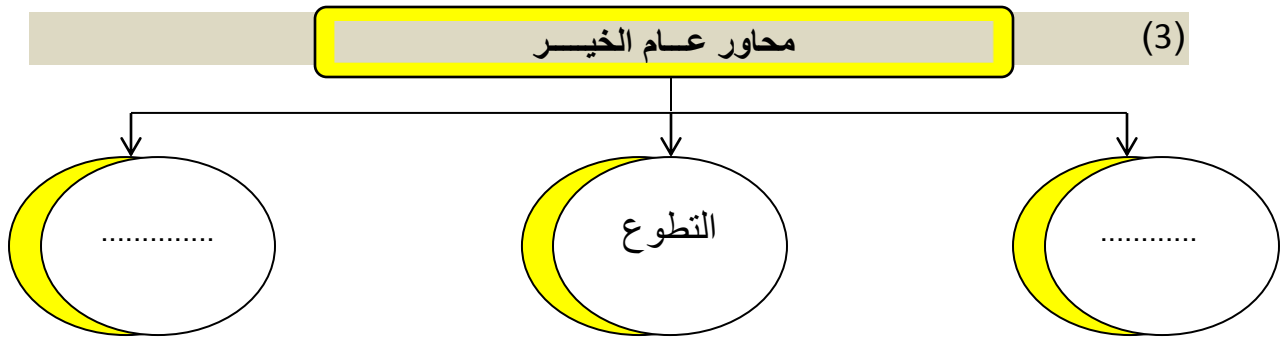 (3) محاور عـــام الخيـــــر
............
التطوع
..............